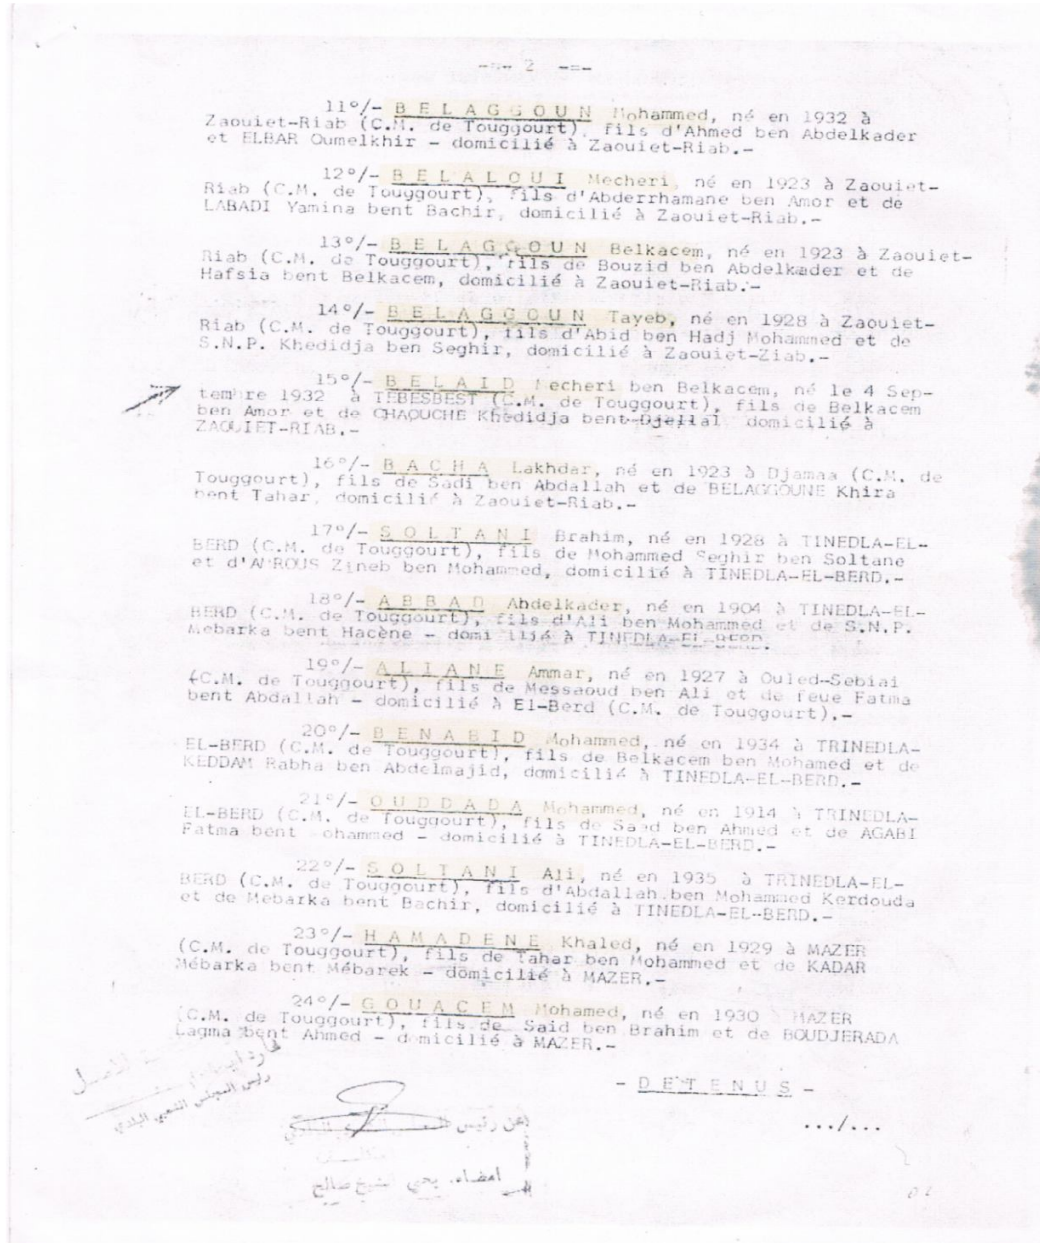 --- 2 -=-
11°/- B E L A G G O U N Mohammed, né en 1932 à
Zaouiet-Riab (C.M. de Touggourt), fils d'Ahmed ben Abdelkader
et ELBAR Oumelkhir - domicilié à Zaouiet-Riab.-
12°/- B E L A L O U I Mecheri, né en 1923 à Zaouiet-
Riab (C.M. de Touygourt), fils d'Abderrhamane ben Amor et de
LABADI Yamina bent Bachir, domicilié à Zaouiet-Riab.-
13°/- B E L A G G O U N Belkacem, né en 1923 à Zaouiet-
Riab (C.M. de Touggourt), fils de Bouzid ben Abdelkader et de
Hafsia bent Belkacem, domicilié à Zaouiet-Riab.-
14°/- B E L A G G O U N Tayeb, né en 1928 à Zaouiet-
Riab (C.M. de Touggourt), fils d'Abid ben Hadj Mohammed et de
S.N.P. Khedidja ben Seghir, domicilié à Zaouiet-Ziab.-
15°/- B E L A I D Mecheri ben Belkacem, né le 4 Sep-
tembre 1932 à TEBESBEST (C.M. de Touggourt), fils de Belkacem
ben Amor et de CHAOUCHE Khedidja bent Djellal domicilié à
ZAOUIET-RIAB.-
16°/- B A C H A Lakhdar, né en 1923 à Djamaa (C.M. de
Touggourt), fils de Sadi ben Abdallah et de BELAGGOUNE Khira
bent Tahar, domicilié à Zaouiet-Riab.-
17°/- S O L T A N I Brahim, né en 1928 à TINEDLA-EL-
BERD (C.M. de Touggourt), fils de Mohammed Seghir ben Soltane
et d'AMROUS Zineb ben Mohammed, domicilié à TINEDLA-EL-BERD.-
18°/- A B B A D Abdelkader, né en 1904 à TINEDLA-EL-
BERD (C.M. de Touggourt), fils d'Ali ben Mohammed et de S.N.P.
Mebarka bent Hacène - domicilié à TINEDLA-EL-BERD.
19°/- A L I A N E Ammar, né en 1927 à Ouled-Sebiai
(C.M. de Touggourt), fils de Messaoud ben Ali et de feue Fatma
bent Abdallah - domicilié à El-Berd (C.M. de Touggourt).-
20°/- B E N A B I D Mohammed, né en 1934 à TRINEDLA-
EL-BERD (C.M. de Touggourt), fils de Belkacem ben Mohamed et de
KEDDAM Rabha ben Abdelmajid, domicilié à TINEDLA-EL-BERD.-
21°/- O U D D A D A Mohammed, né en 1914 à TRINEDLA-
EL-BERD (C.M. de Touggourt), fils de Saad ben Ahmed et de AGABI
Fatma bent ohammed - domicilié à TINEDLA-EL-BERD.-
22°/- S O L T A N I Ali, né en 1935 à TRINEDLA-EL-
BERD (C.M. de Touggourt), fils d'Abdallah ben Mohammed Kerdouda
et de Mebarka bent Bachir, domicilié à TINEDLA-EL-BERD.-
23°/- H A M A D E N E Khaled, né en 1929 à MAZER
(C.M. de Touggourt), fils de Tahar ben Mohammed et de KADAR
Mébarka bent Mébarek - domicilié à MAZER.-
24°/- G O U A C E M Mohamed, né en 1930 MAZER
(C.M. de Touggourt), fils de Said ben Brahim et de BOUDJERADA
Lagma bent Ahmed - domicilié à MAZER.-
الأصل
رئيس المجلس الشعبي البلدي
- D E T E N U S -
.../...
عن رئيس البلدي
امضاء. يحي الشيخ صالح